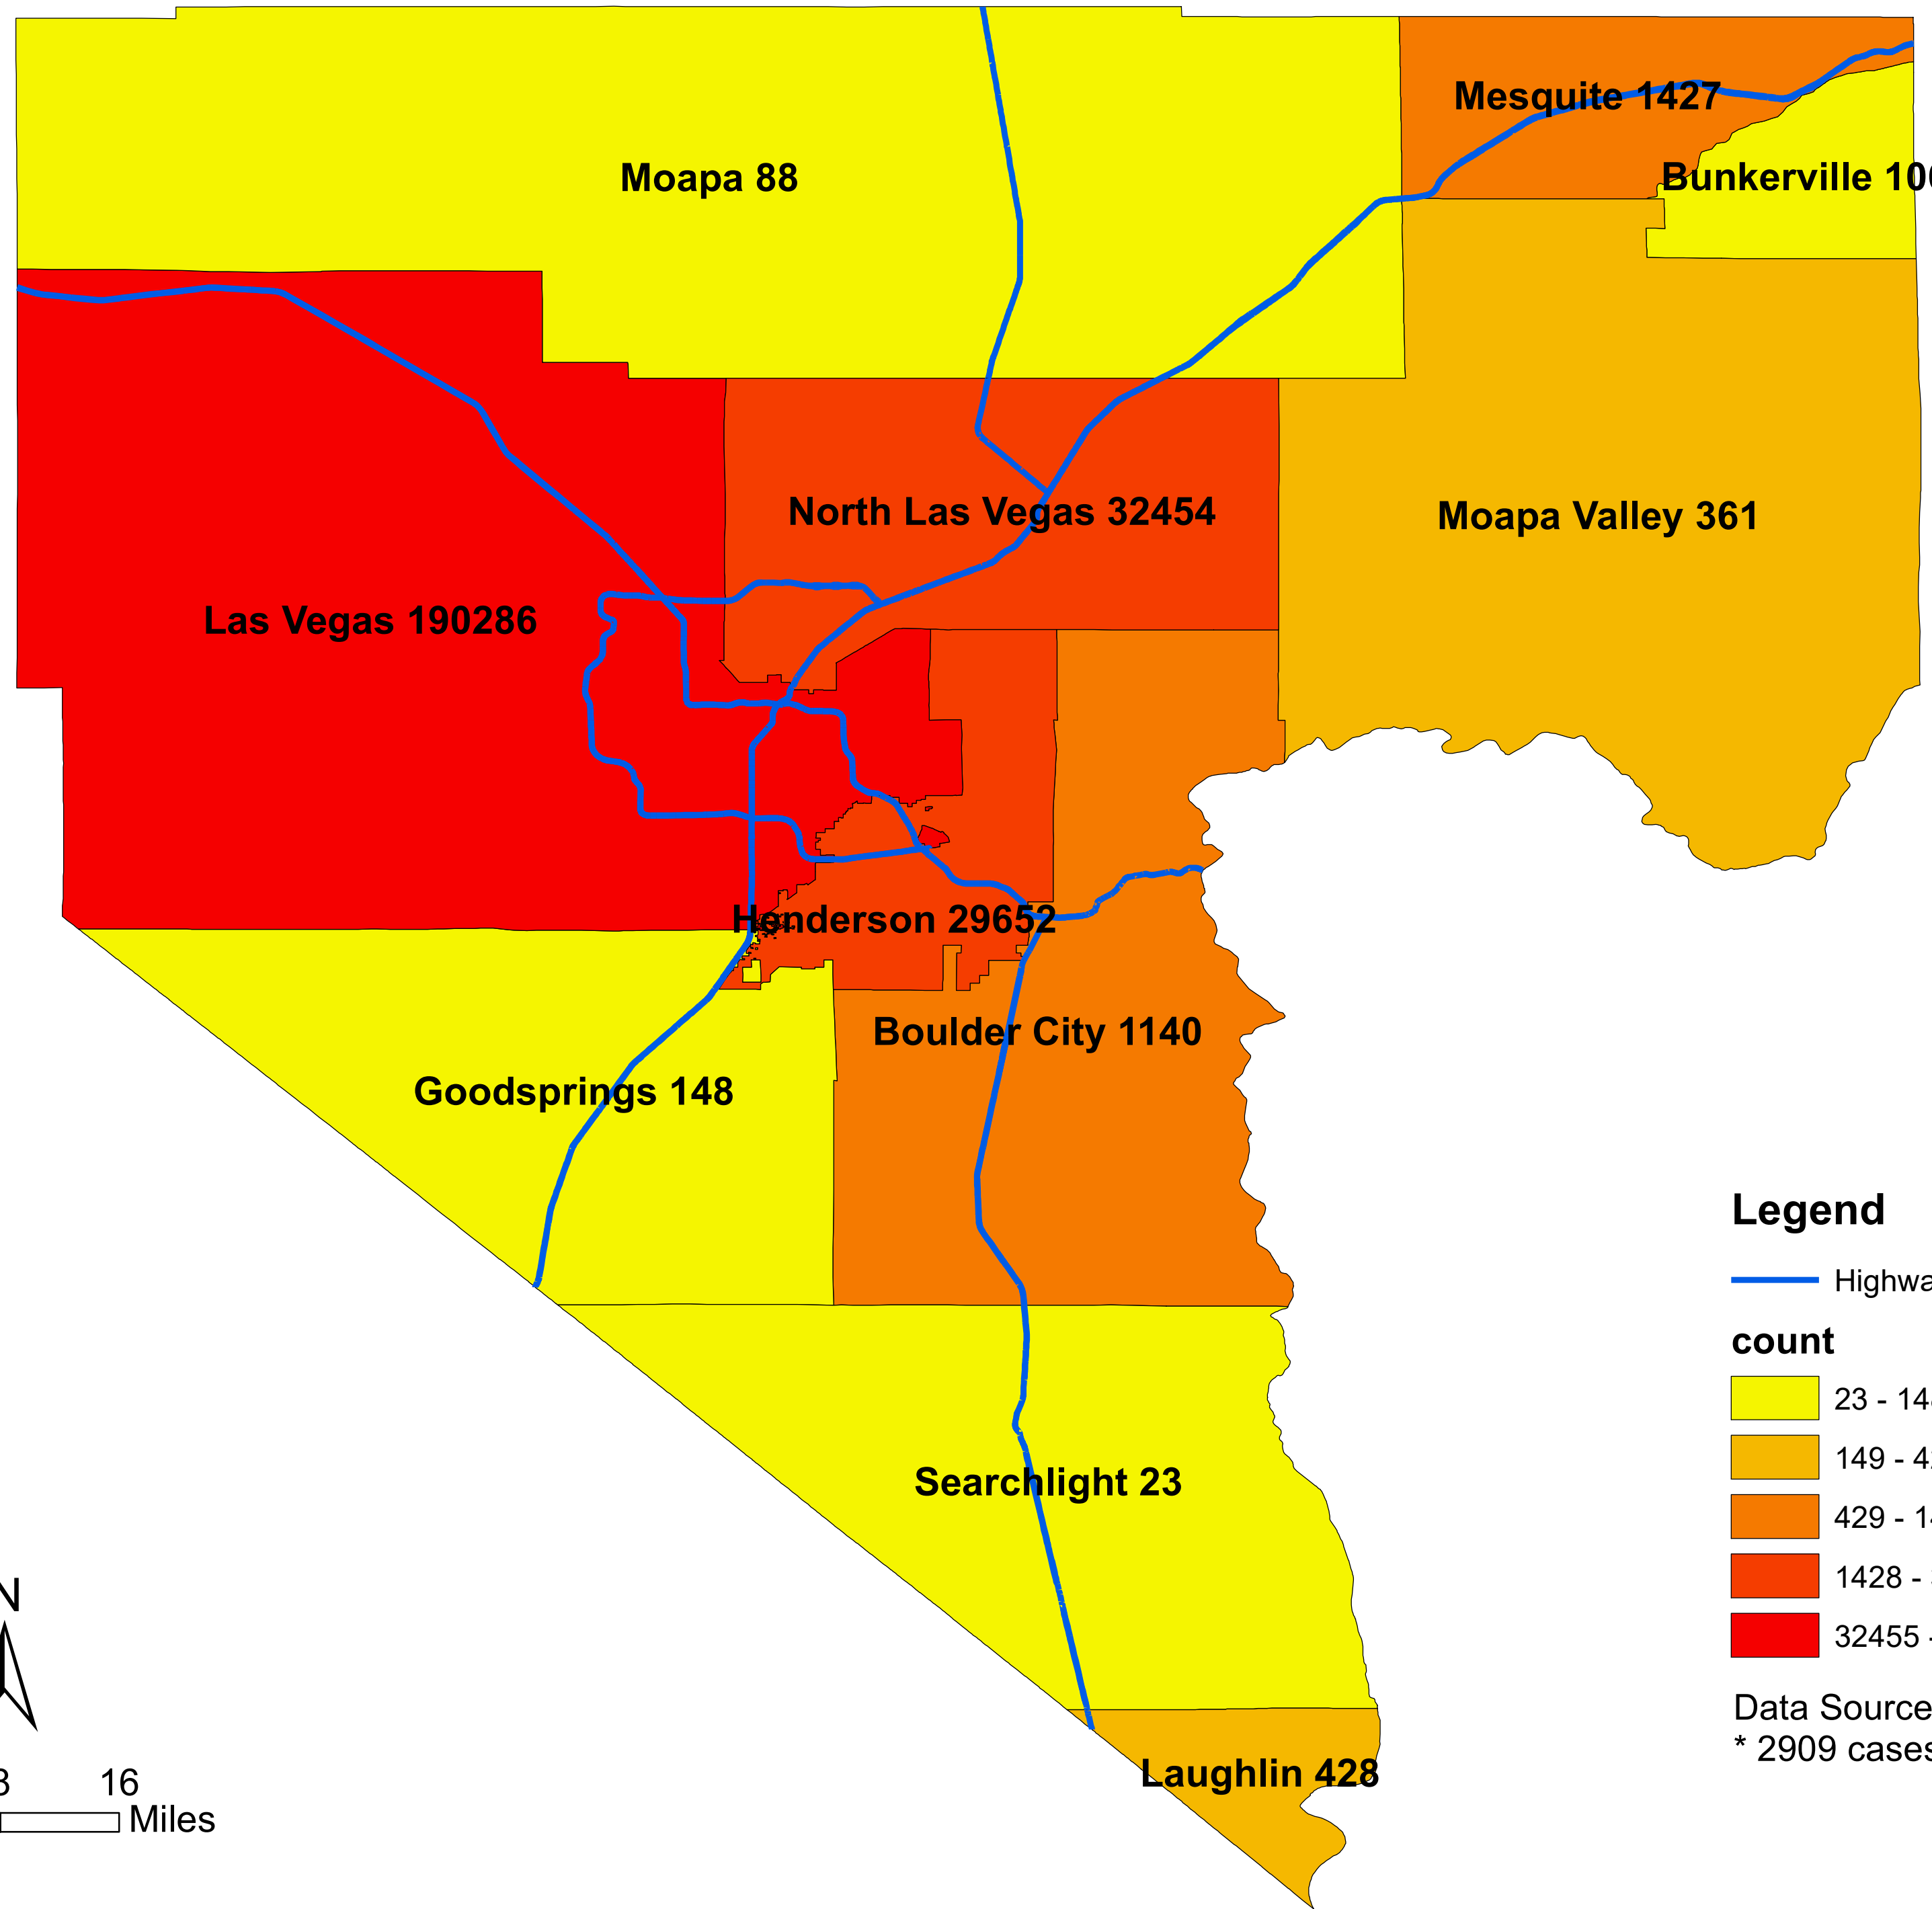 Mesquite 1427
Moapa 88
Bunkerville
North Las Vegas 32454
Moapa Valley 361
Las Vegas 190286
Henderson 29652
Boulder City 1140
Goodsprings 148
Legend
count
23 -
149 -
429 -
Searchlight 23
1428 -
N
32455 -
Data Source
* 2909 cases
Laughlin 428
16
Miles